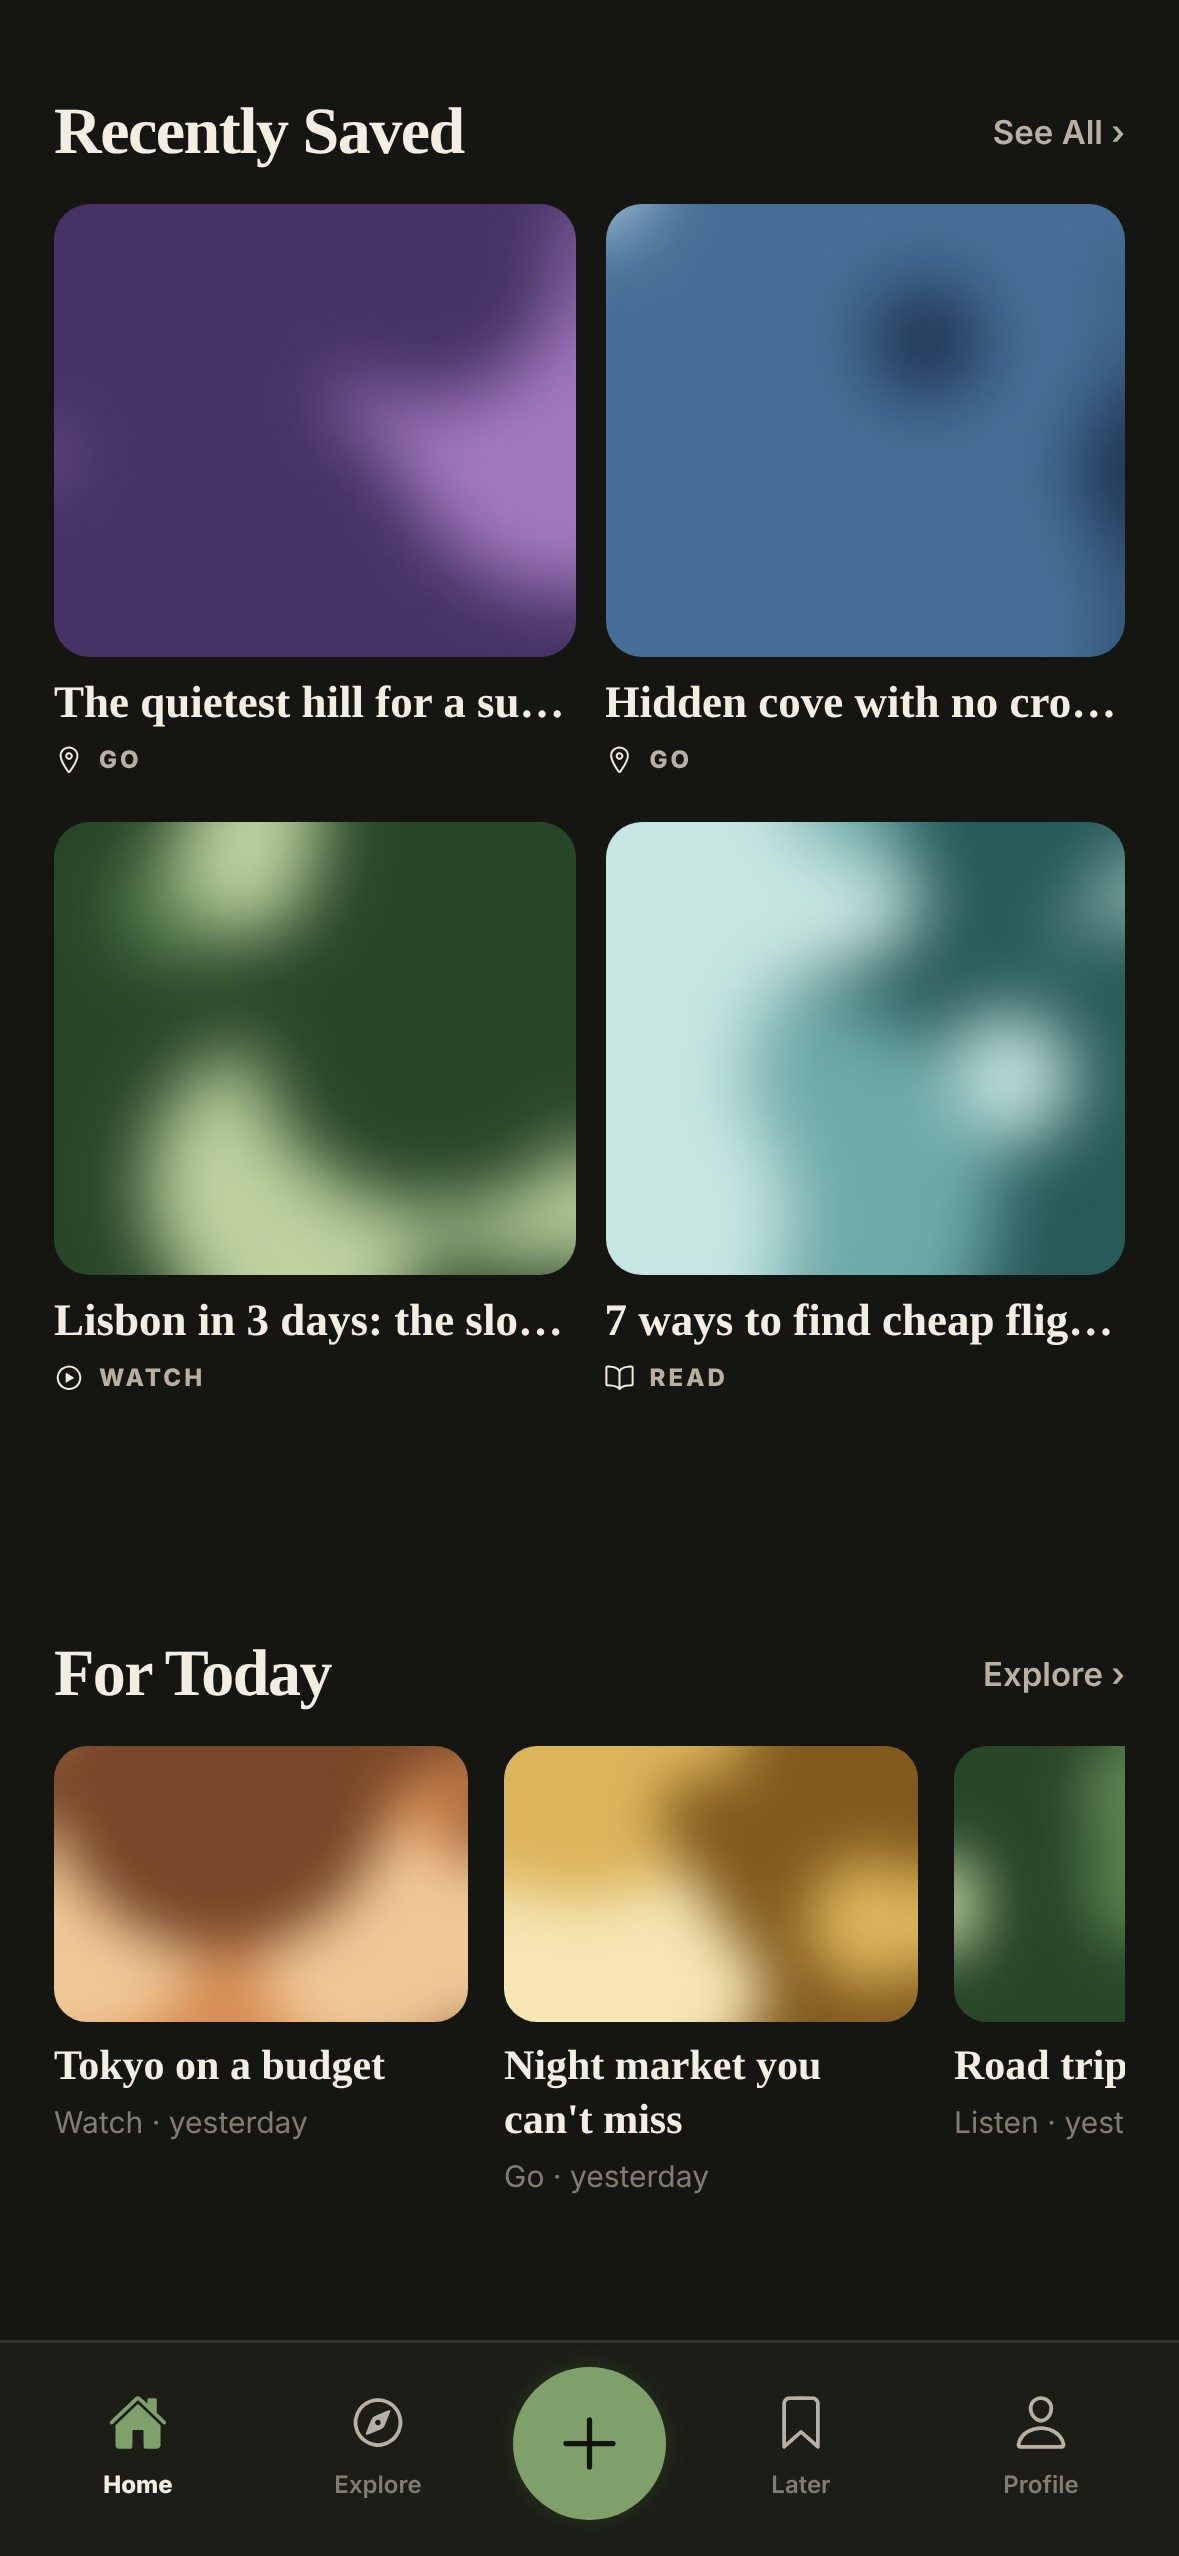 Recently Saved
See All ›
The quietest hill for a su...
Hidden cove with no cro...
GO
GO
Lisbon in 3 days: the slo...
7 ways to find cheap flig...
WATCH
READ
For Today
Explore ›
Tokyo on a budget
Watch · yesterday
Night market you
can't miss
Go · yesterday
Road trip
Listen · yest
Home
Explore
Later
Profile